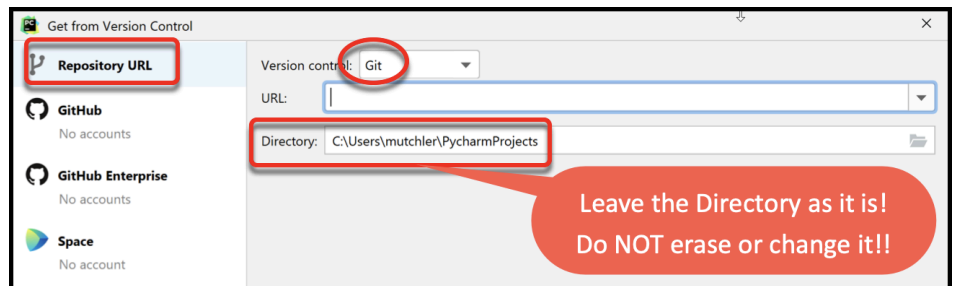 PC
Get from Version Control
Repository URL
Version control: Git
URL:
GitHub
No accounts
Directory: C:\Users\mutchler\PycharmProjects
GitHub Enterprise
No accounts
Leave the Directory as it is!
Do NOT erase or change it!!
Space
No account